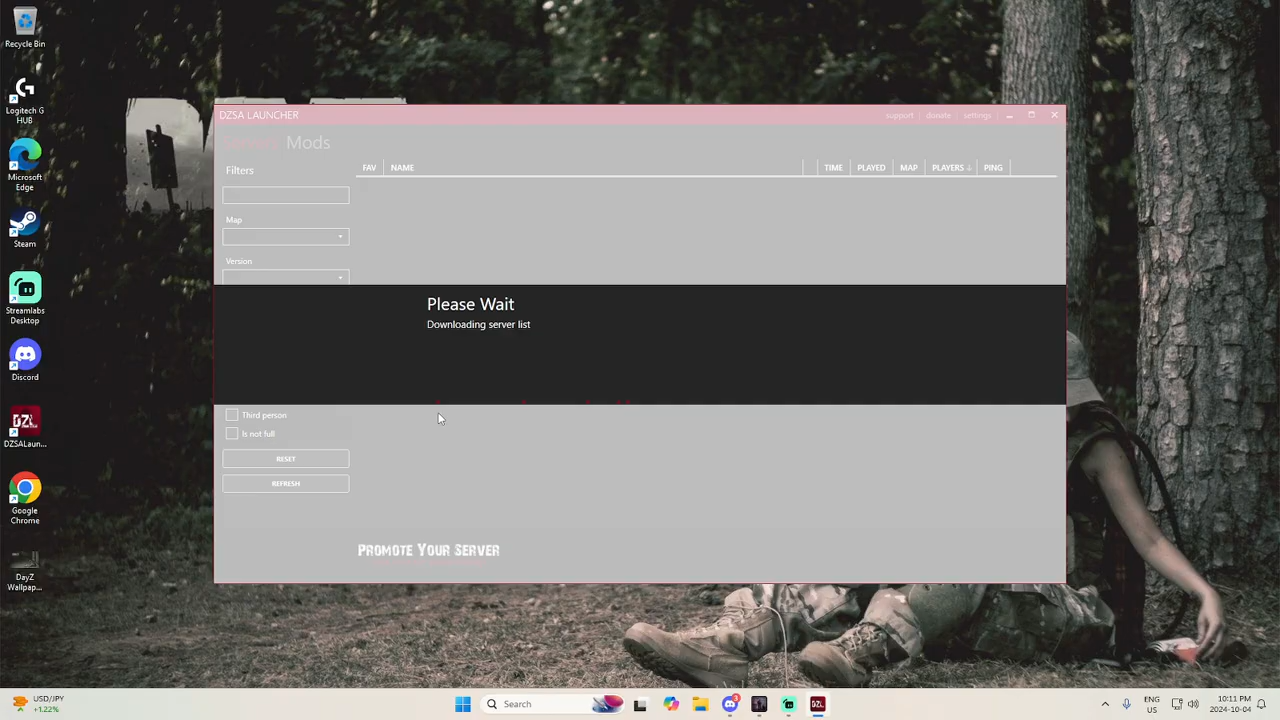 Recycle Bin
Logitech G
HUB
Microsoft
Edge
Steam
Streamlabs
Desktop
Discord
DZSALaun...
Google
Chrome
DayZ
Wallpap...
DZSA LAUNCHER
support
donate
settings
Servers Mods
Filters
FAV
NAME
TIME
PLAYED
MAP
PLAYERS
PING
Map
Version
Please Wait
Downloading server list
Third person
Is not full
RESET
REFRESH
PROMOTE YOUR SERVER
USD/JPY
+1.22%
Search
3
DZL
ENG
US
10:11 PM
2024-10-04